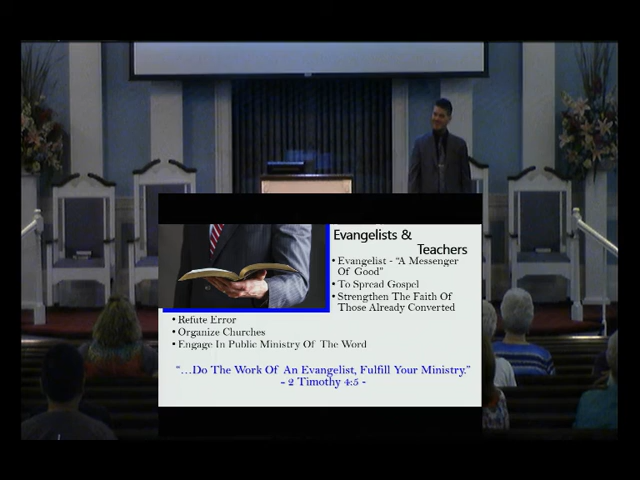 Evangelists &
Teachers
• Evangelist - "A Messenger
Of Good"
• To Spread Gospel
• Strengthen The Faith Of
Those Already Converted
• Refute Error
• Organize Churches
• Engage In Public Ministry Of The Word
"...Do The Work Of An Evangelist, Fulfill Your Ministry."
- 2 Timothy 4:5 -